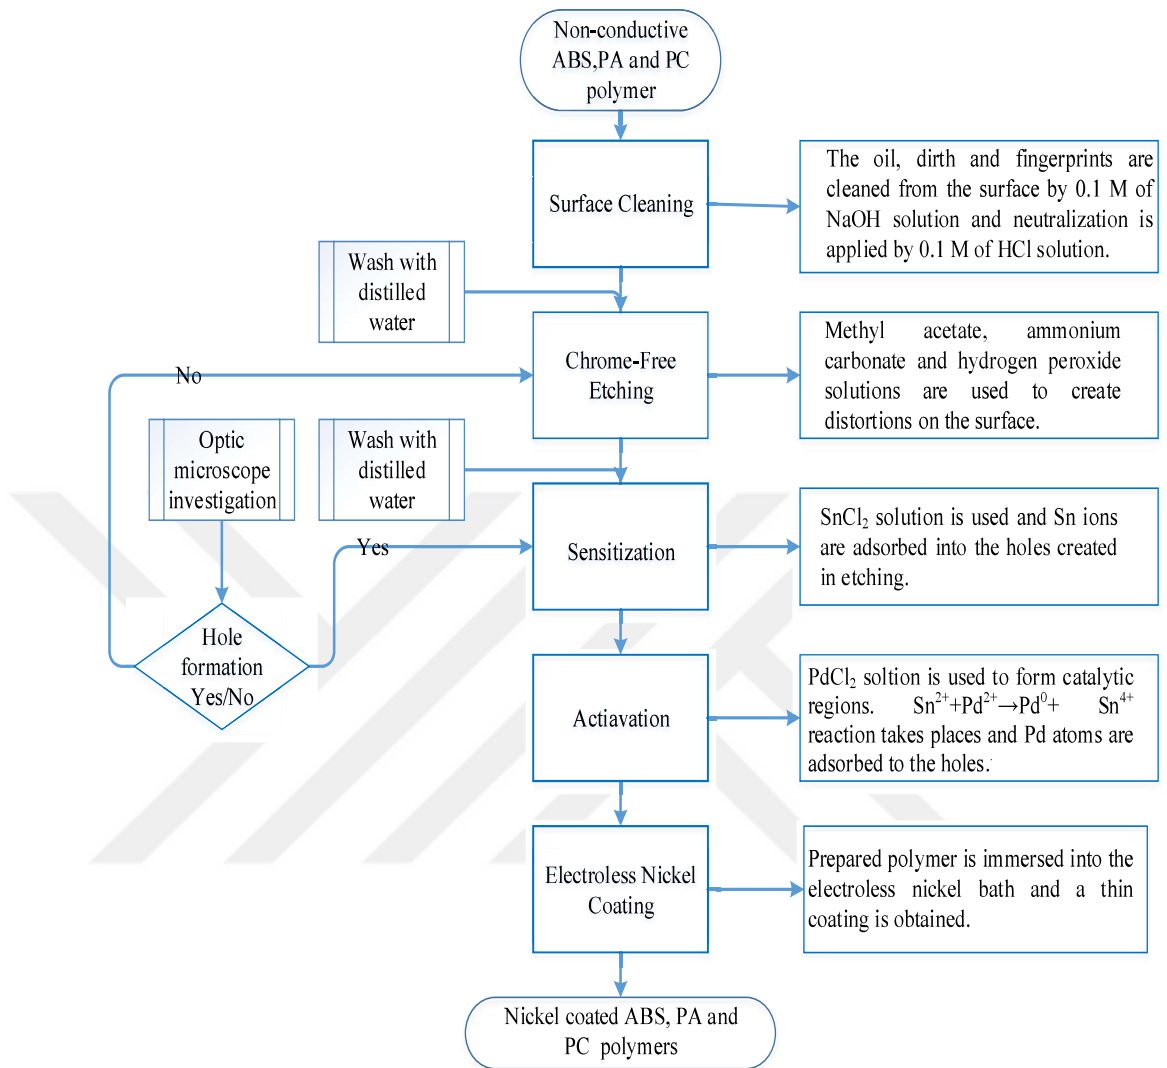 Non-conductive
ABS,PA and PC
polymer
Surface Cleaning
The oil, dirth and fingerprints are
cleaned from the surface by 0.1 M of
NaOH solution and neutralization is
applied by 0.1 M of HCl solution.
Wash with
distilled
water
Chrome-Free
Etching
Methyl acetate, ammonium
carbonate and hydrogen peroxide
solutions are used to create
distortions on the surface.
No
Optic
microscope
investigation
Wash with
distilled
water
Yes
Sensitization
SnCl₂ solution is used and Sn ions
are adsorbed into the holes created
in etching.
Hole
formation
Yes/No
Actiavation
PdCl₂ soltion is used to form catalytic
regions. Sn²⁺+Pd²⁺→Pd⁰+ Sn⁴⁺
reaction takes places and Pd atoms are
adsorbed to the holes.
Electroless Nickel
Coating
Prepared polymer is immersed into the
electroless nickel bath and a thin
coating is obtained.
Nickel coated ABS, PA and
PC polymers